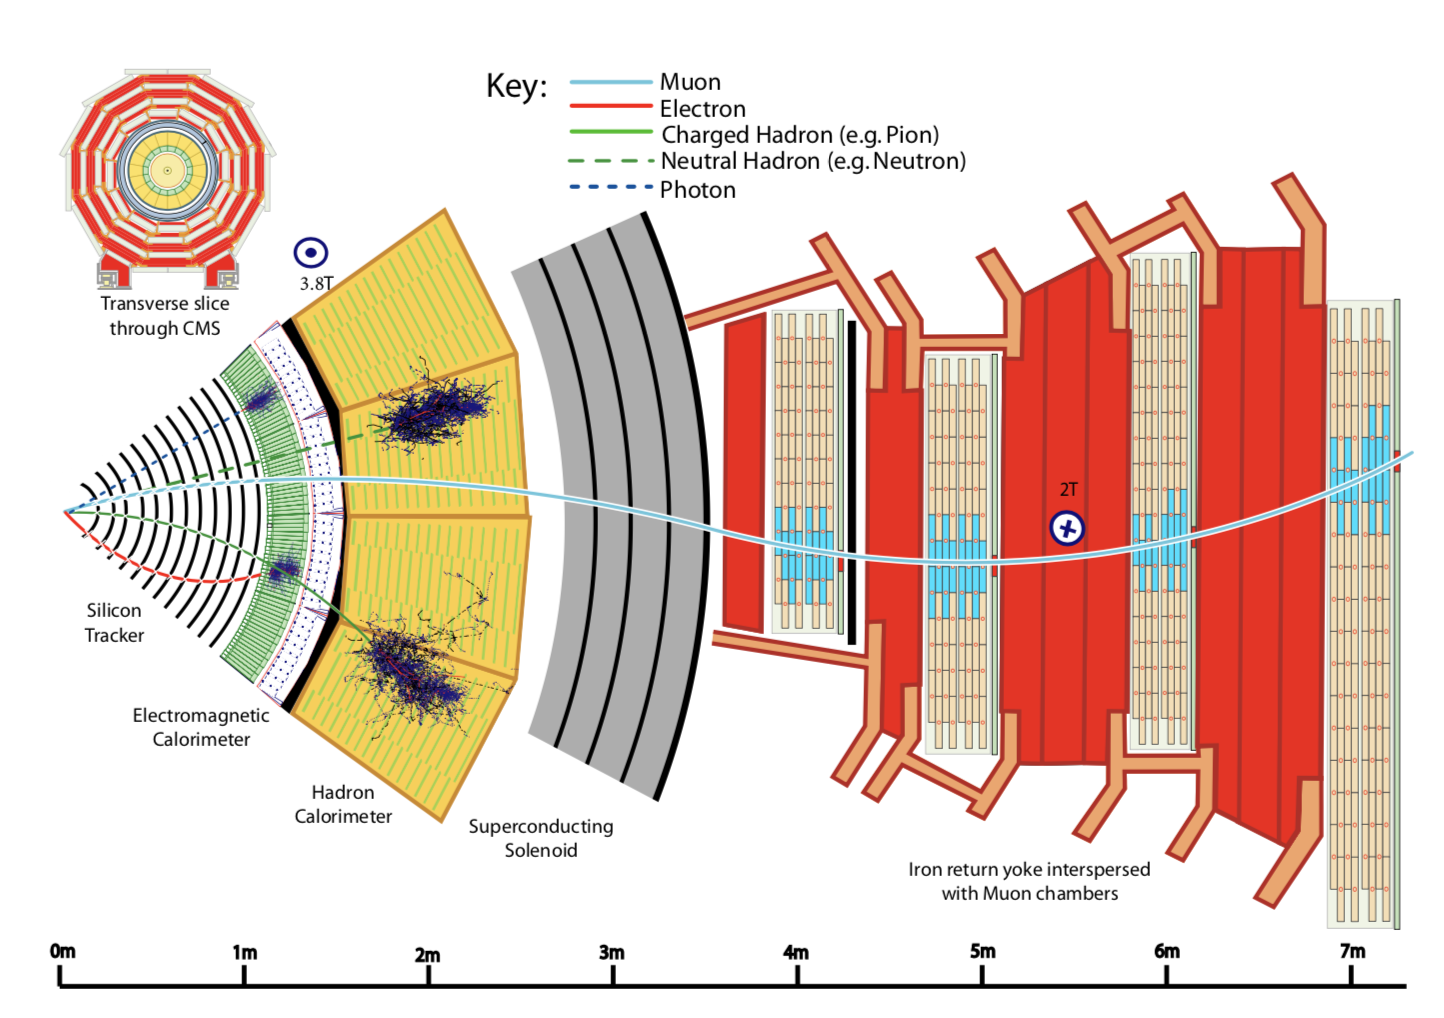 Key:
Muon
Electron
Charged Hadron (e.g. Pion)
Neutral Hadron (e.g. Neutron)
Photon
3.8T
Transverse slice
through CMS
2T
Silicon
Tracker
Electromagnetic
Calorimeter
Hadron
Calorimeter
Superconducting
Solenoid
Iron return yoke interspersed
with Muon chambers
0m 1m 2m 3m 4m 5m 6m 7m